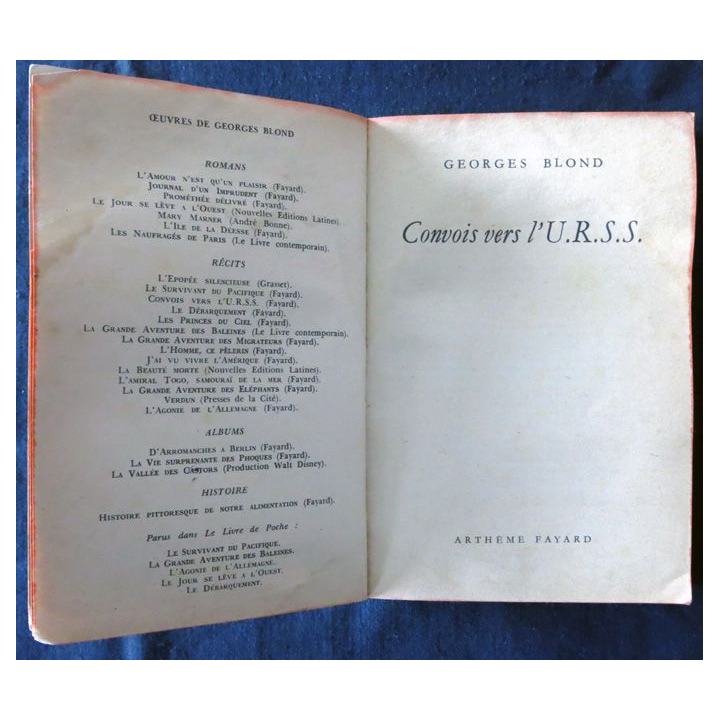 ŒUVRES DE GEORGES BLOND
ROMANS
L'AMOUR N'EST QU'UN PLAISIR (Fayard).
JOURNAL D'UN IMPRUDENT (Fayard).
PROMÉTHÉE DÉLIVRÉ (Fayard).
LE JOUR SE LÈVE A L'OUEST (Nouvelles Editions Latines).
MARY MARNER (André Bonne).
L'ILE DE LA DÉESSE (Fayard).
LES NAUFRAGÉS DE PARIS (Le Livre contemporain).
RÉCITS
L'EPOPÉE SILENCIEUSE (Grasset).
LE SURVIVANT DU PACIFIQUE (Fayard).
CONVOIS VERS L'U.R.S.S. (Fayard).
LE DÉBARQUEMENT (Fayard).
LES PRINCES DU CIEL (Fayard).
LA GRANDE AVENTURE DES BALEINES (Le Livre contemporain).
LA GRANDE AVENTURE DES MIGRATEURS (Fayard).
L'HOMME, CE PÈLERIN (Fayard).
J'AI VU VIVRE L'AMÉRIQUE (Fayard).
LA BEAUTÉ MORTE (Nouvelles Editions Latines).
L'AMIRAL TOGO, SAMOURAÏ DE LA MER (Fayard).
LA GRANDE AVENTURE DES ELÉPHANTS (Fayard).
VERDUN (Presses de la Cité).
L'AGONIE DE L'ALLEMAGNE (Fayard).
ALBUMS
D'ARROMANCHES A BERLIN (Fayard).
LA VIE SURPRENANTE DES PHOQUES (Fayard).
LA VALLÉE DES CASTORS (Production Walt Disney).
HISTOIRE
HISTOIRE PITTORESQUE DE NOTRE ALIMENTATION (Fayard).
Parus dans Le Livre de Poche :
LE SURVIVANT DU PACIFIQUE.
LA GRANDE AVENTURE DES BALEINES.
L'AGONIE DE L'ALLEMAGNE.
LE JOUR SE LÈVE A L'OUEST.
LE DÉBARQUEMENT.
GEORGES BLOND
Convois vers l'U.R.S.S.
ARTHÈME FAYARD